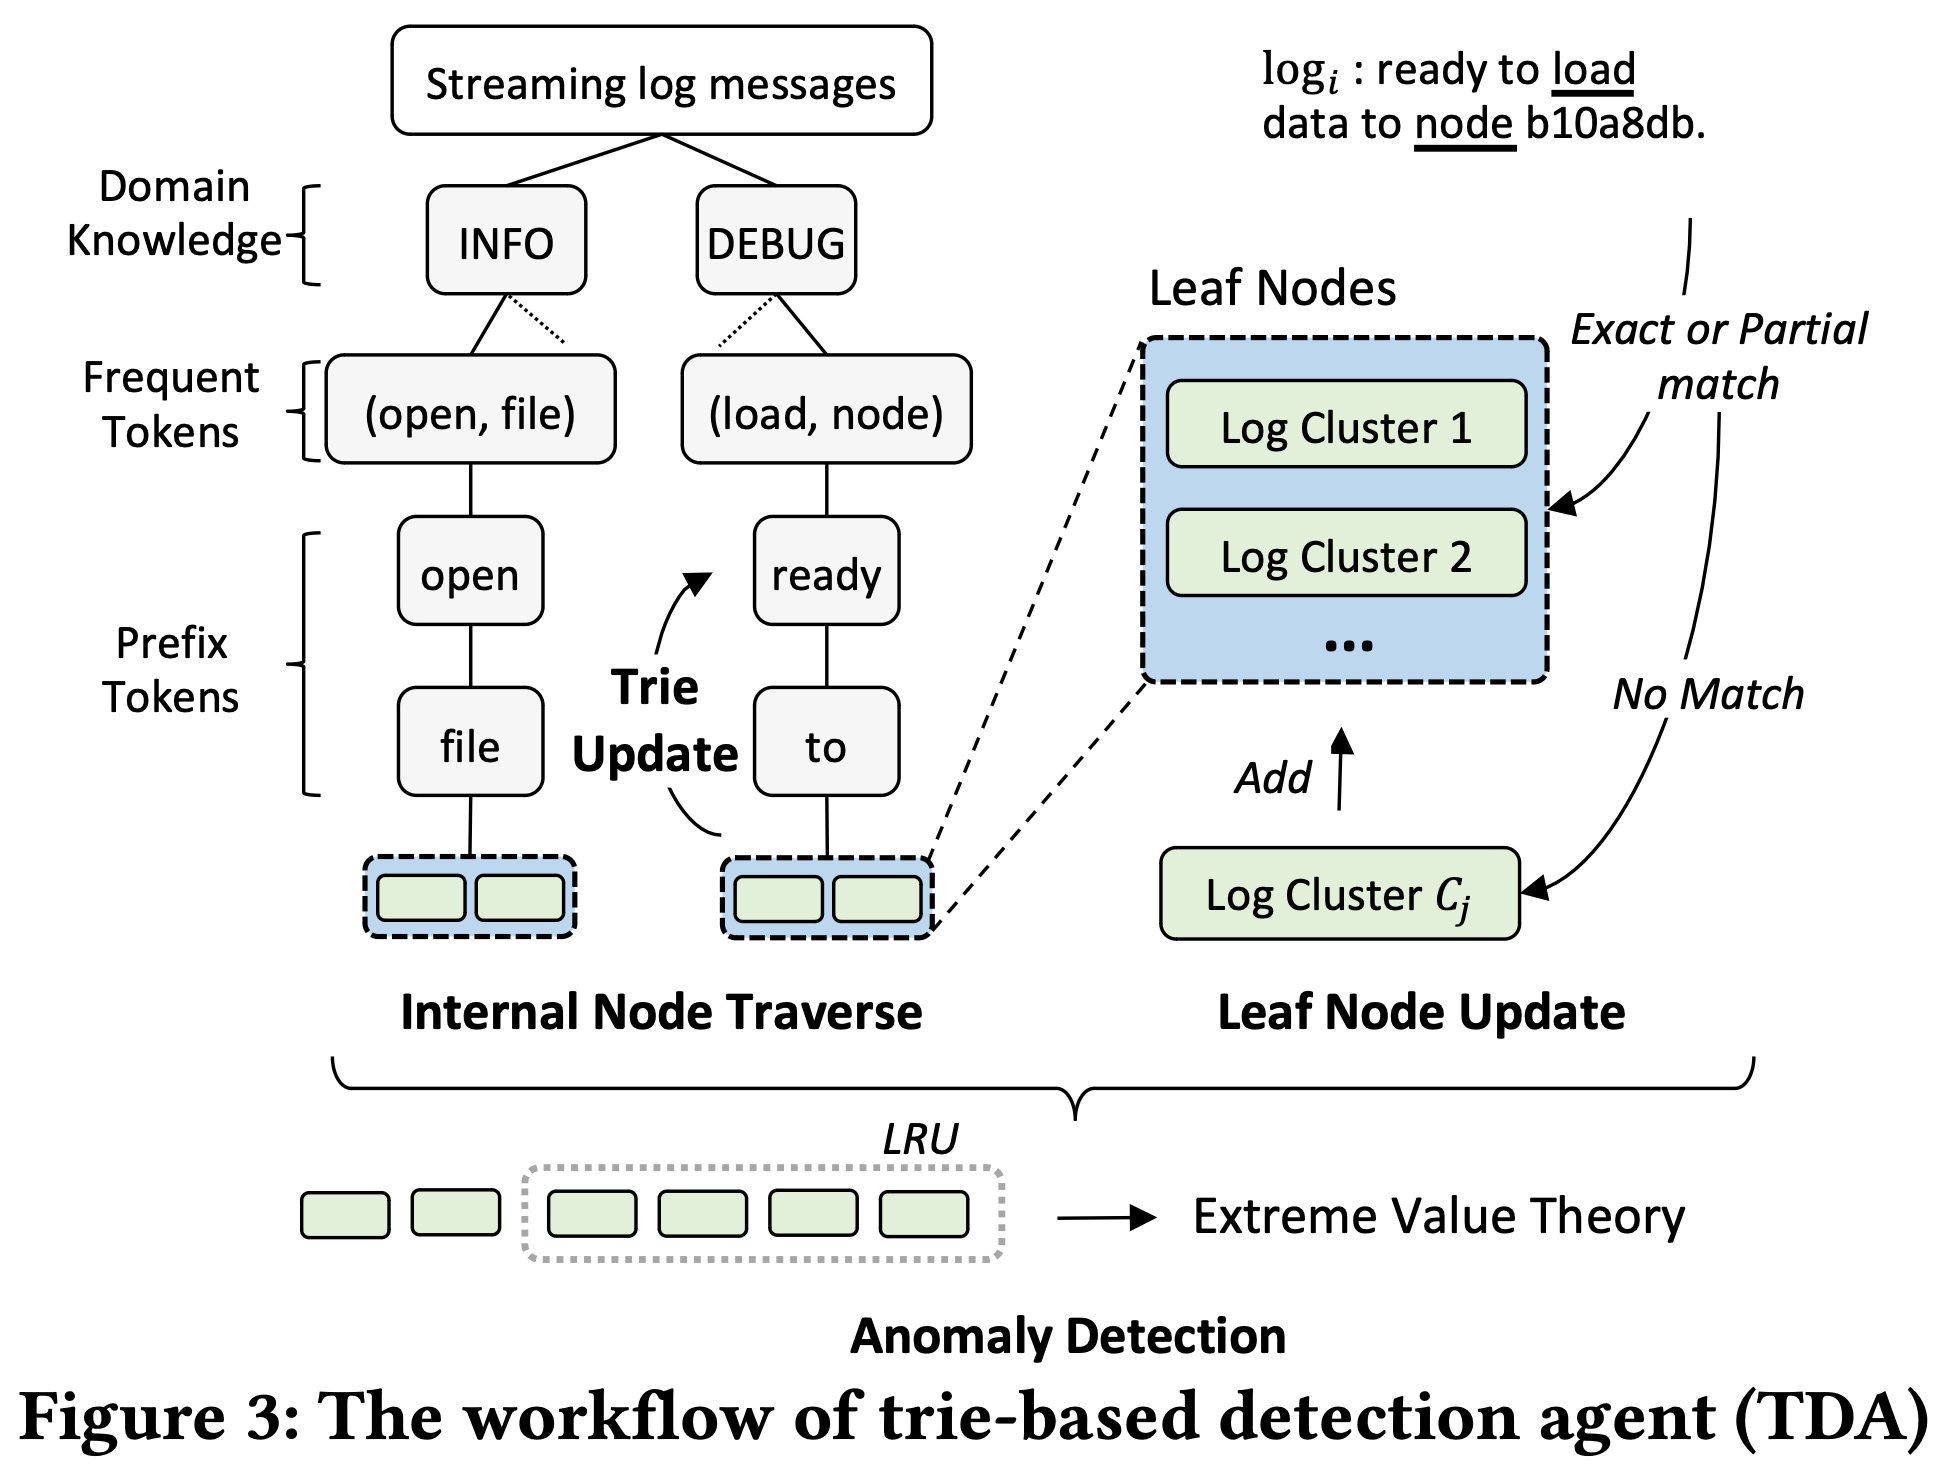 Streaming log messages
log𝑖 : ready to load
data to node b10a8db.
Domain
Knowledge
INFO
DEBUG
Leaf Nodes
Exact or Partial
match
Frequent
Tokens
(open, file)
(load, node)
Log Cluster 1
Log Cluster 2
...
Prefix
Tokens
open
ready
file
to
Trie
Update
No Match
Add
Log Cluster 𝐶𝑗
Internal Node Traverse
Leaf Node Update
LRU
Extreme Value Theory
Anomaly Detection
Figure 3: The workflow of trie-based detection agent (TDA)